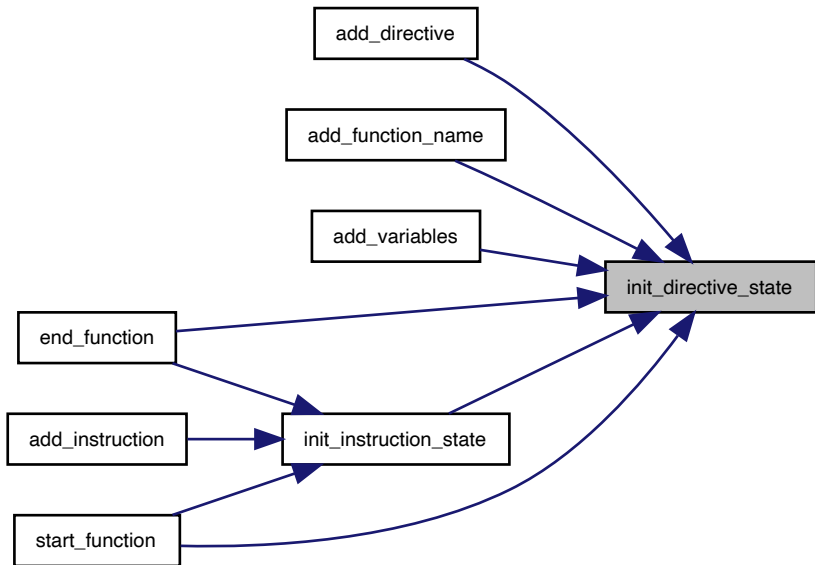 add_directive
add_function_name
add_variables
init_directive_state
end_function
add_instruction
init_instruction_state
start_function